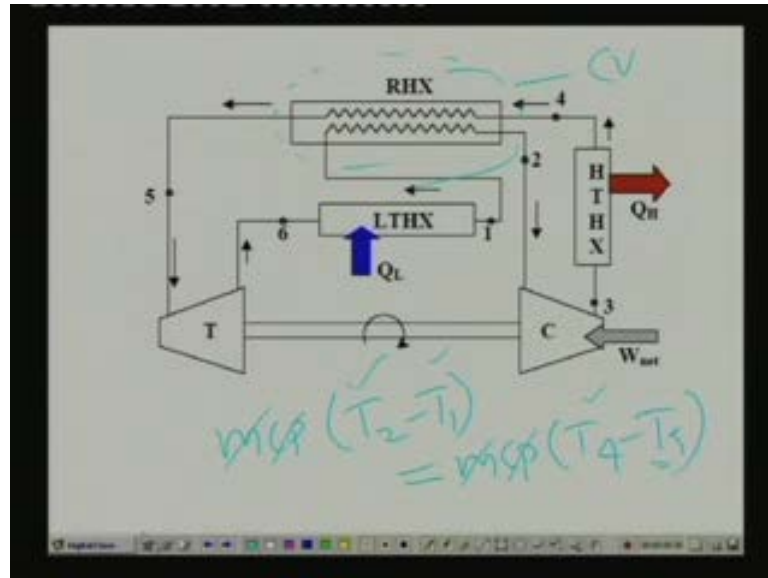 CV
RHX
4
2
5
H
T
H
X
QH
LTHX
6
1
QL
3
T
C
Wnet
ṁcp (T2-T1)
= ṁcp (T4-T5)